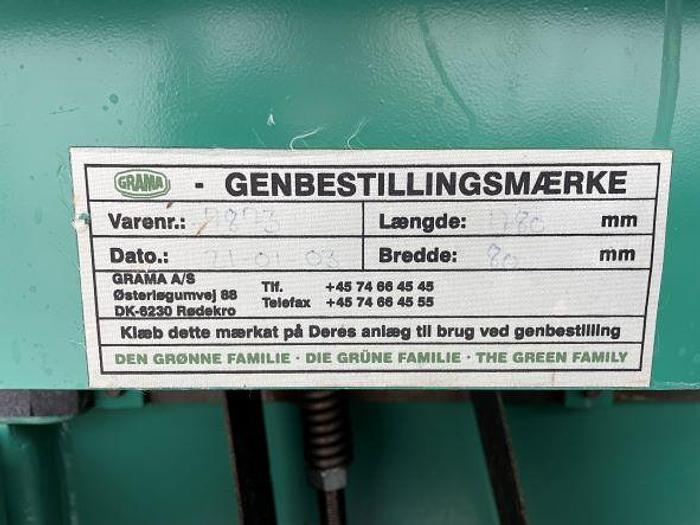 GRAMA - GENBESTILLINGSMÆRKE
Varenr.: 7873 Længde: 1780 mm
Dato.: 21-01-03 Bredde: 80 mm
GRAMA A/S
Østerløgumvej 88 Tlf. +45 74 66 45 45
DK-6230 Rødekro Telefax +45 74 66 45 55
Klæb dette mærkat på Deres anlæg til brug ved genbestilling
DEN GRØNNE FAMILIE · DIE GRÜNE FAMILIE · THE GREEN FAMILY